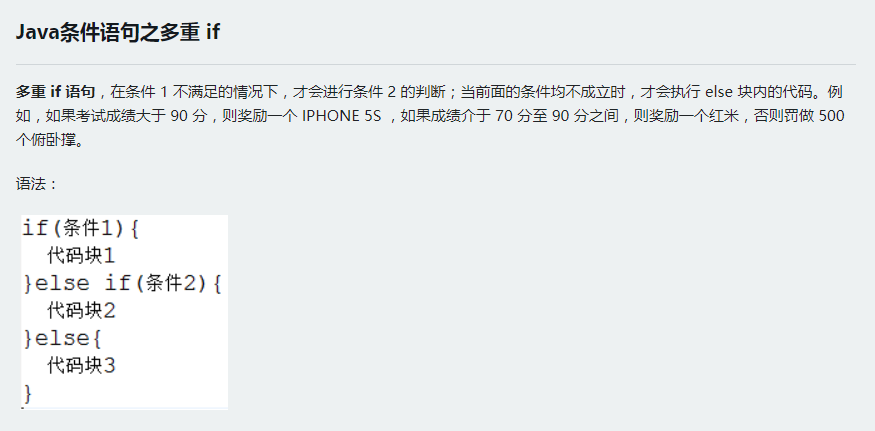 Java条件语句之多重 if
多重 if 语句，在条件 1 不满足的情况下，才会进行条件 2 的判断；当前面的条件均不成立时，才会执行 else 块内的代码。例
如，如果考试成绩大于 90 分，则奖励一个 IPHONE 5S ，如果成绩介于 70 分至 90 分之间，则奖励一个红米，否则罚做 500
个俯卧撑。
语法：
if(条件1){
代码块1
}else if(条件2){
代码块2
}else{
代码块3
}